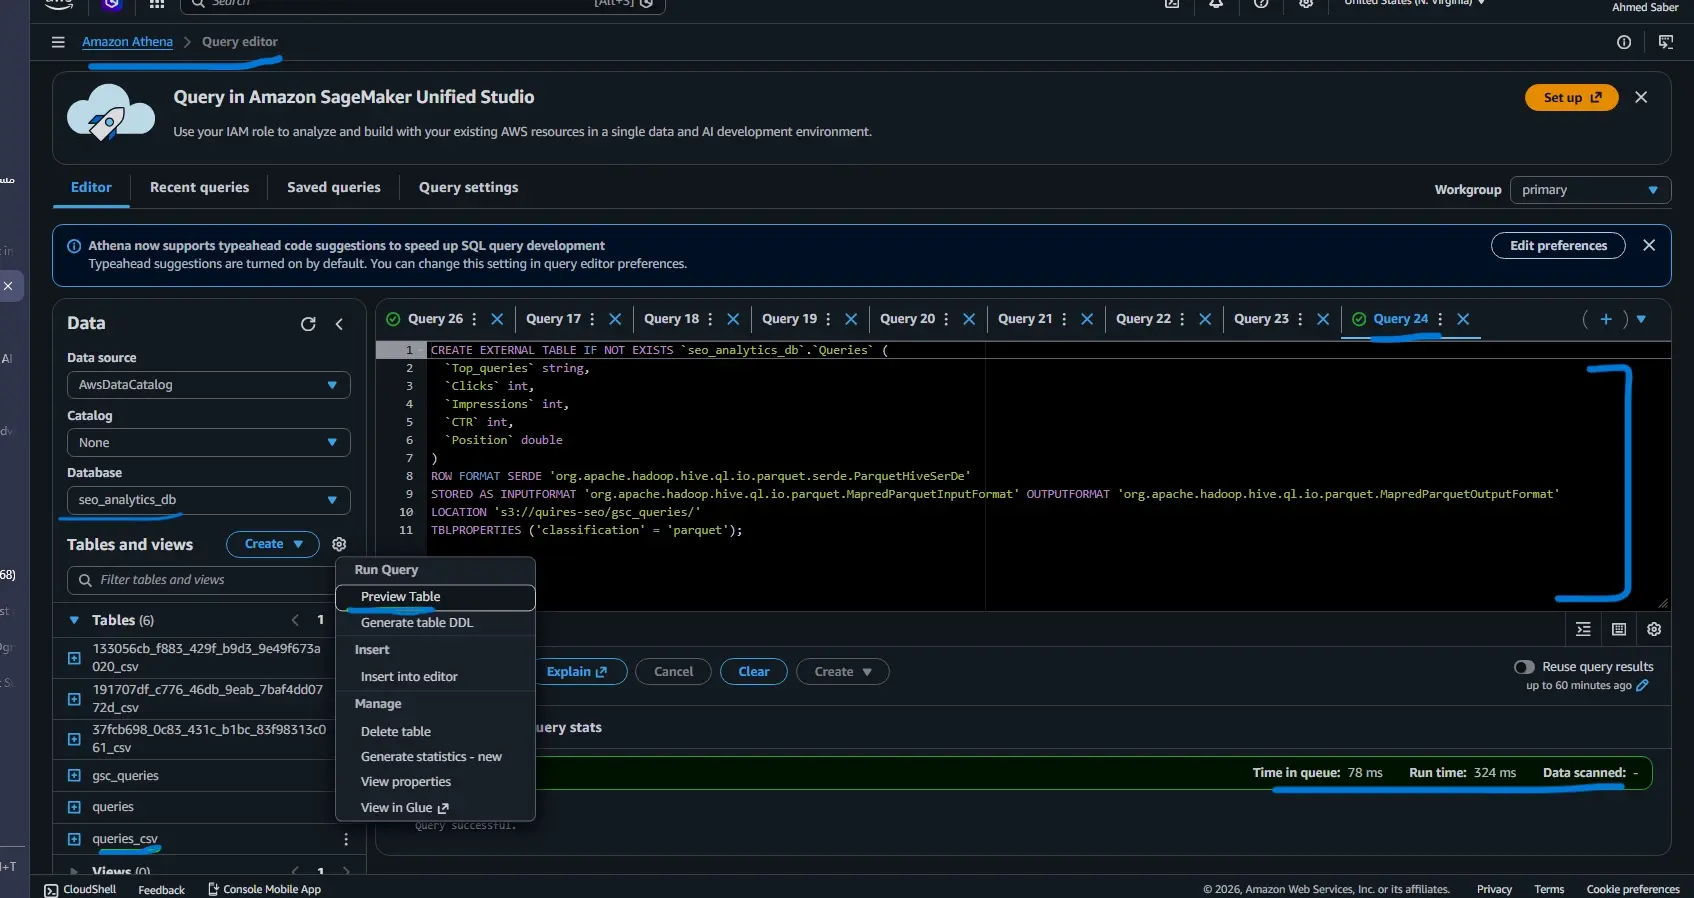 Search
[Alt+S]
United States (N. Virginia)
Ahmed Saber
Amazon Athena
Query editor
Query in Amazon SageMaker Unified Studio
Use your IAM role to analyze and build with your existing AWS resources in a single data and AI development environment.
Set up
Editor
Recent queries
Saved queries
Query settings
Workgroup
primary
Athena now supports typeahead code suggestions to speed up SQL query development
Typeahead suggestions are turned on by default. You can change this setting in query editor preferences.
Edit preferences
Data
Data source
AwsDataCatalog
Catalog
None
Database
seo_analytics_db
Tables and views
Create
Filter tables and views
Tables (6)
1
133056cb_f883_429f_b9d3_9e49f673a
020_csv
191707df_c776_46db_9eab_7baf4dd07
72d_csv
37fcb698_0c83_431c_b1bc_83f98313c0
61_csv
gsc_queries
queries
queries_csv
Views (0)
1
Query 26
Query 17
Query 18
Query 19
Query 20
Query 21
Query 22
Query 23
Query 24
1 CREATE EXTERNAL TABLE IF NOT EXISTS `seo_analytics_db`.`Queries` (
2 `Top_queries` string,
3 `Clicks` int,
4 `Impressions` int,
5 `CTR` int,
6 `Position` double
7 )
8 ROW FORMAT SERDE 'org.apache.hadoop.hive.ql.io.parquet.serde.ParquetHiveSerDe'
9 STORED AS INPUTFORMAT 'org.apache.hadoop.hive.ql.io.parquet.MapredParquetInputFormat' OUTPUTFORMAT 'org.apache.hadoop.hive.ql.io.parquet.MapredParquetOutputFormat'
10 LOCATION 's3://quires-seo/gsc_queries/'
11 TBLPROPERTIES ('classification' = 'parquet');
Run Query
Preview Table
Generate table DDL
Insert
Insert into editor
Manage
Delete table
Generate statistics - new
View properties
View in Glue
Explain
Cancel
Clear
Create
Reuse query results
up to 60 minutes ago
uery stats
Time in queue: 78 ms
Run time: 324 ms
Data scanned: -
Query successful.
CloudShell
Feedback
Console Mobile App
© 2026, Amazon Web Services, Inc. or its affiliates.
Privacy
Terms
Cookie preferences